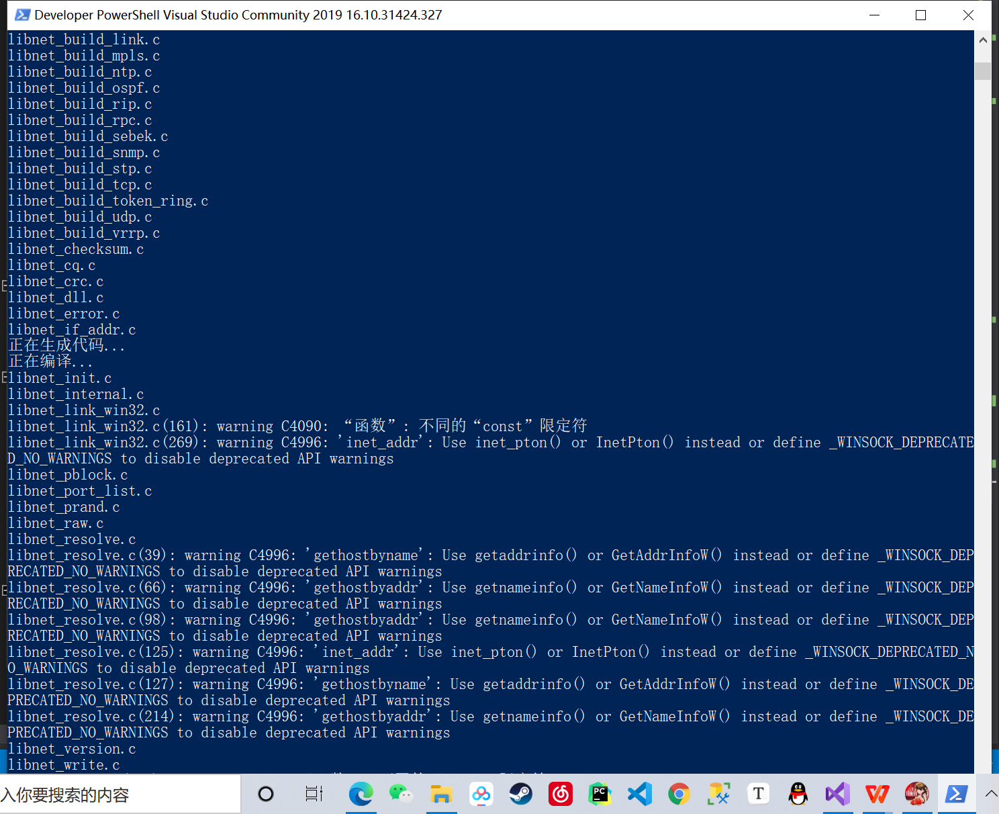 Developer PowerShell Visual Studio Community 2019 16.10.31424.327
libnet_build_link.c
libnet_build_mpls.c
libnet_build_ntp.c
libnet_build_ospf.c
libnet_build_rip.c
libnet_build_rpc.c
libnet_build_sebek.c
libnet_build_snmp.c
libnet_build_stp.c
libnet_build_tcp.c
libnet_build_token_ring.c
libnet_build_udp.c
libnet_build_vrrp.c
libnet_checksum.c
libnet_cq.c
libnet_crc.c
libnet_dll.c
libnet_error.c
libnet_if_addr.c
正在生成代码...
正在编译...
libnet_init.c
libnet_internal.c
libnet_link_win32.c
libnet_link_win32.c(161): warning C4090: “函数”: 不同的“const”限定符
libnet_link_win32.c(269): warning C4996: 'inet_addr': Use inet_pton() or InetPton() instead or define _WINSOCK_DEPRECATE
D_NO_WARNINGS to disable deprecated API warnings
libnet_pblock.c
libnet_port_list.c
libnet_prand.c
libnet_raw.c
libnet_resolve.c
libnet_resolve.c(39): warning C4996: 'gethostbyname': Use getaddrinfo() or GetAddrInfoW() instead or define _WINSOCK_DEP
RECATED_NO_WARNINGS to disable deprecated API warnings
libnet_resolve.c(66): warning C4996: 'gethostbyaddr': Use getnameinfo() or GetNameInfoW() instead or define _WINSOCK_DEP
RECATED_NO_WARNINGS to disable deprecated API warnings
libnet_resolve.c(98): warning C4996: 'gethostbyaddr': Use getnameinfo() or GetNameInfoW() instead or define _WINSOCK_DEP
RECATED_NO_WARNINGS to disable deprecated API warnings
libnet_resolve.c(125): warning C4996: 'inet_addr': Use inet_pton() or InetPton() instead or define _WINSOCK_DEPRECATED_N
O_WARNINGS to disable deprecated API warnings
libnet_resolve.c(127): warning C4996: 'gethostbyname': Use getaddrinfo() or GetAddrInfoW() instead or define _WINSOCK_DE
PRECATED_NO_WARNINGS to disable deprecated API warnings
libnet_resolve.c(214): warning C4996: 'gethostbyaddr': Use getnameinfo() or GetNameInfoW() instead or define _WINSOCK_DE
PRECATED_NO_WARNINGS to disable deprecated API warnings
libnet_version.c
libnet_write.c
入你要搜索的内容
PC
T